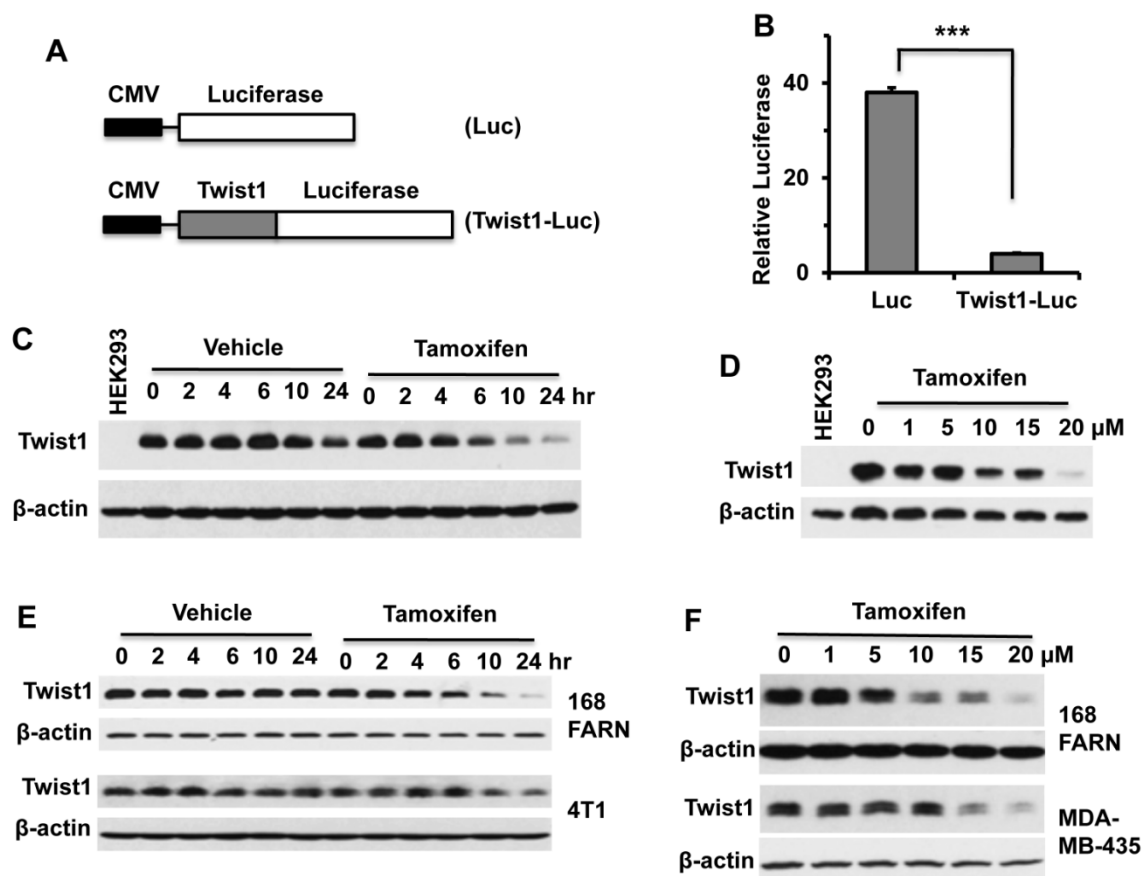 A
CMV Luciferase
(Luc)
CMV Twist1 Luciferase
(Twist1-Luc)
B
***
Relative Luciferase
40
20
0
Luc Twist1-Luc
C
HEK293
Vehicle Tamoxifen
0 2 4 6 10 24 0 2 4 6 10 24 hr
Twist1
β-actin
D
HEK293
Tamoxifen
0 1 5 10 15 20 μM
Twist1
β-actin
E
Vehicle Tamoxifen
0 2 4 6 10 24 0 2 4 6 10 24 hr
Twist1
β-actin
168
FARN
Twist1
β-actin
4T1
F
Tamoxifen
0 1 5 10 15 20 μM
Twist1
β-actin
168
FARN
Twist1
β-actin
MDA-
MB-435